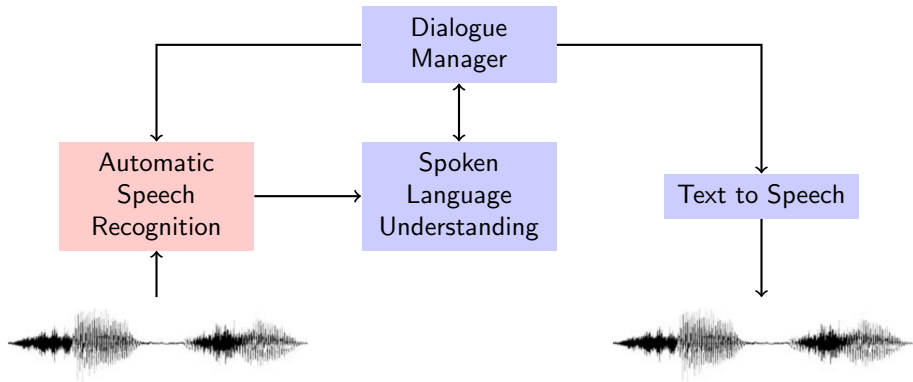 Dialogue
Manager
Automatic
Speech
Recognition
Spoken
Language
Understanding
Text to Speech